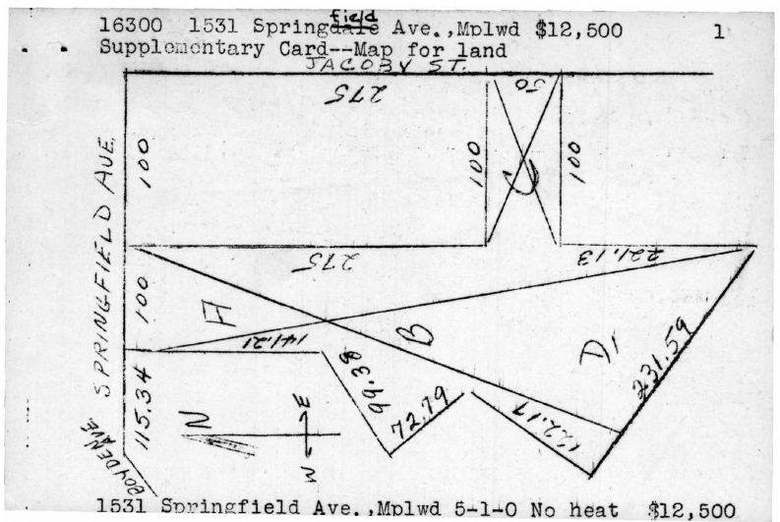 16300 1531 Springdale field Ave.,Mplwd $12,500 1
Supplementary Card--Map for land
JACOBY ST.
275
50
100
100
100
C
SPRINGFIELD AVE.
275
221.13
100
A
141.21
B
D1
231.59
99.38
72.79
122.17
115.34
N
E
W
BOYDEN AVE.
1531 Springfield Ave.,Mplwd 5-1-0 No heat $12,500